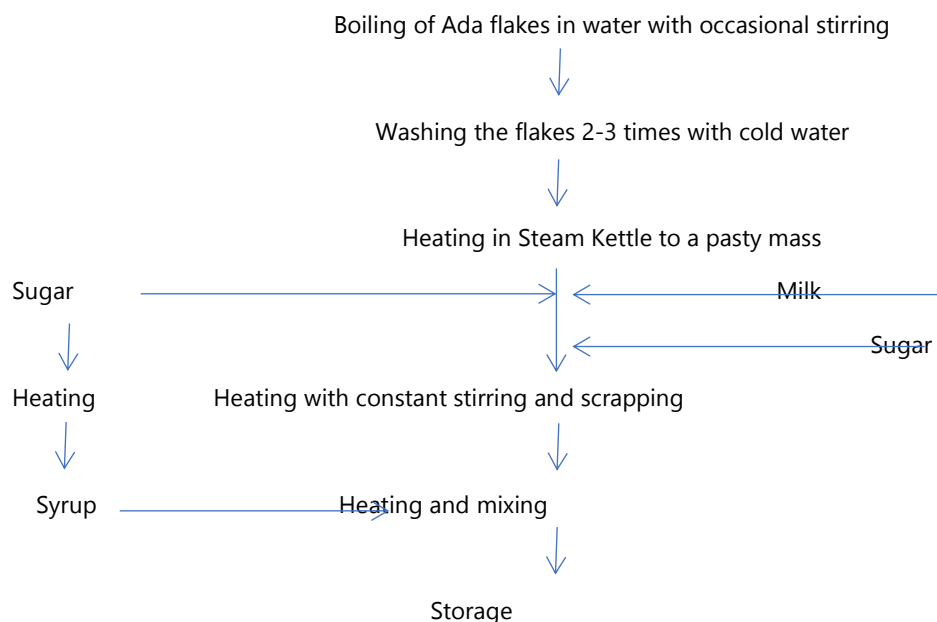 Boiling of Ada flakes in water with occasional stirring
Washing the flakes 2-3 times with cold water
Heating in Steam Kettle to a pasty mass
Sugar
Milk
Sugar
Heating
Heating with constant stirring and scrapping
Syrup
Heating and mixing
Storage